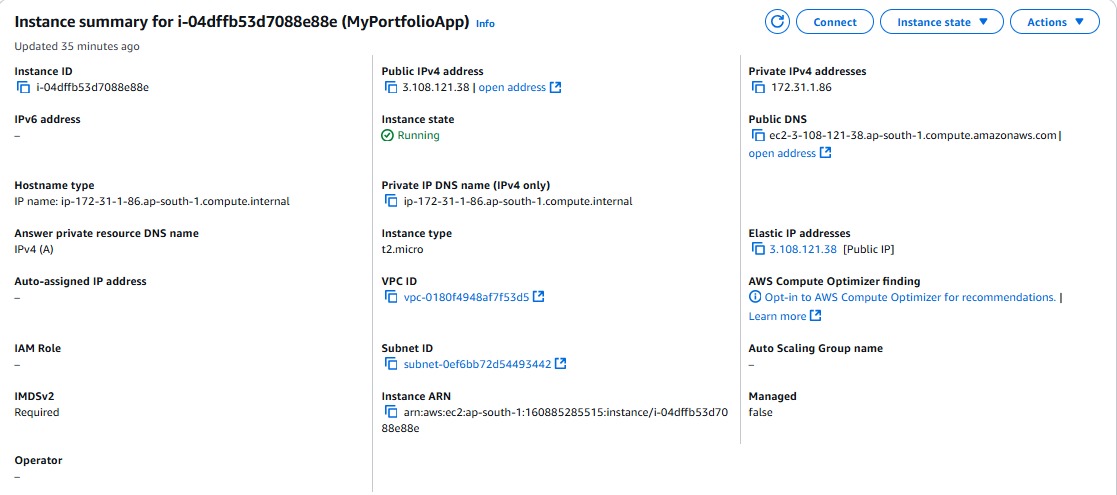 Instance summary for i-04dffb53d7088e88e (MyPortfolioApp) Info
Connect
Instance state
Actions
Updated 35 minutes ago
Instance ID
i-04dffb53d7088e88e
Public IPv4 address
3.108.121.38 | open address
Private IPv4 addresses
172.31.1.86
IPv6 address
–
Instance state
Running
Public DNS
ec2-3-108-121-38.ap-south-1.compute.amazonaws.com |
open address
Hostname type
IP name: ip-172-31-1-86.ap-south-1.compute.internal
Private IP DNS name (IPv4 only)
ip-172-31-1-86.ap-south-1.compute.internal
Answer private resource DNS name
IPv4 (A)
Instance type
t2.micro
Elastic IP addresses
3.108.121.38 [Public IP]
Auto-assigned IP address
–
VPC ID
vpc-0180f4948af7f53d5
AWS Compute Optimizer finding
Opt-in to AWS Compute Optimizer for recommendations. |
Learn more
IAM Role
–
Subnet ID
subnet-0ef6bb72d54493442
Auto Scaling Group name
–
IMDSv2
Required
Instance ARN
arn:aws:ec2:ap-south-1:160885285515:instance/i-04dffb53d70
88e88e
Managed
false
Operator
–